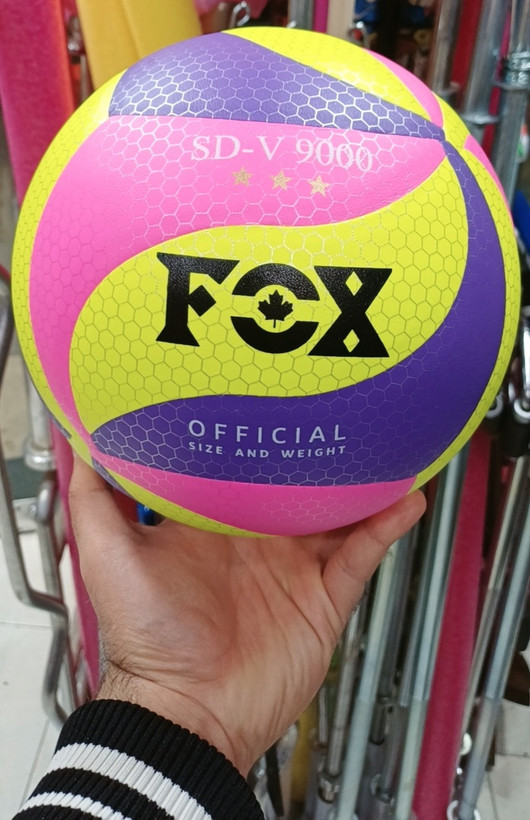 SD-V 9000
FOX
OFFICIAL
SIZE AND WEIGHT